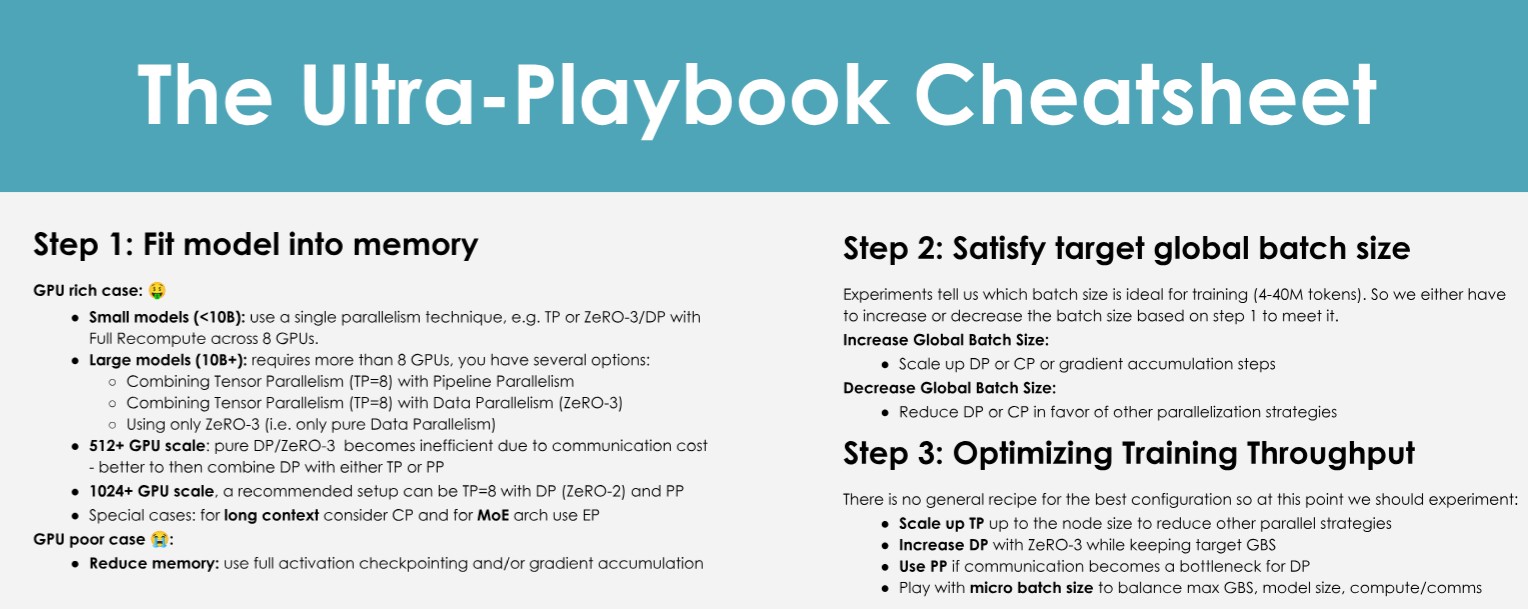 The Ultra-Playbook Cheatsheet
Step 1: Fit model into memory
GPU rich case: 🤑
● Small models (<10B): use a single parallelism technique, e.g. TP or ZeRO-3/DP with
Full Recompute across 8 GPUs.
● Large models (10B+): requires more than 8 GPUs, you have several options:
○ Combining Tensor Parallelism (TP=8) with Pipeline Parallelism
○ Combining Tensor Parallelism (TP=8) with Data Parallelism (ZeRO-3)
○ Using only ZeRO-3 (i.e. only pure Data Parallelism)
● 512+ GPU scale: pure DP/ZeRO-3 becomes inefficient due to communication cost
- better to then combine DP with either TP or PP
● 1024+ GPU scale, a recommended setup can be TP=8 with DP (ZeRO-2) and PP
● Special cases: for long context consider CP and for MoE arch use EP
GPU poor case 😭:
● Reduce memory: use full activation checkpointing and/or gradient accumulation
Step 2: Satisfy target global batch size
Experiments tell us which batch size is ideal for training (4-40M tokens). So we either have
to increase or decrease the batch size based on step 1 to meet it.
Increase Global Batch Size:
● Scale up DP or CP or gradient accumulation steps
Decrease Global Batch Size:
● Reduce DP or CP in favor of other parallelization strategies
Step 3: Optimizing Training Throughput
There is no general recipe for the best configuration so at this point we should experiment:
● Scale up TP up to the node size to reduce other parallel strategies
● Increase DP with ZeRO-3 while keeping target GBS
● Use PP if communication becomes a bottleneck for DP
● Play with micro batch size to balance max GBS, model size, compute/comms